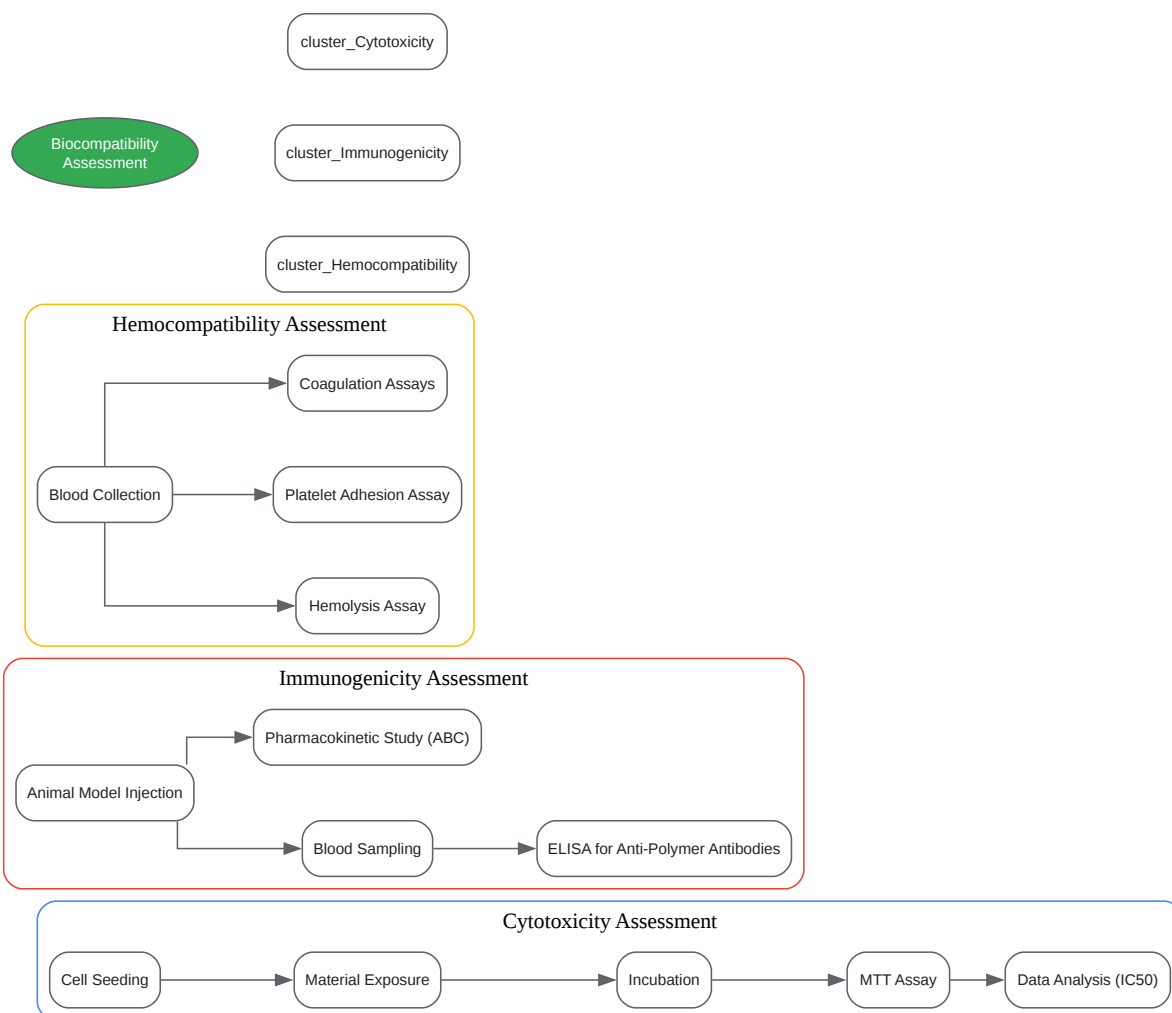 cluster_Cytotoxicity
Biocompatibility
Assessment
cluster_Immunogenicity
cluster_Hemocompatibility
Hemocompatibility Assessment
Coagulation Assays
Blood Collection
Platelet Adhesion Assay
Hemolysis Assay
Immunogenicity Assessment
Pharmacokinetic Study (ABC)
Animal Model Injection
Blood Sampling
ELISA for Anti-Polymer Antibodies
Cytotoxicity Assessment
Cell Seeding
Material Exposure
Incubation
MTT Assay
Data Analysis (IC50)